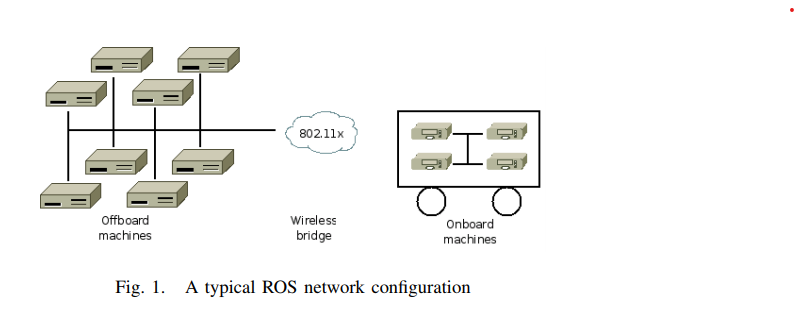 802.11x
Offboard
machines
Wireless
bridge
Onboard
machines
Fig. 1. A typical ROS network configuration